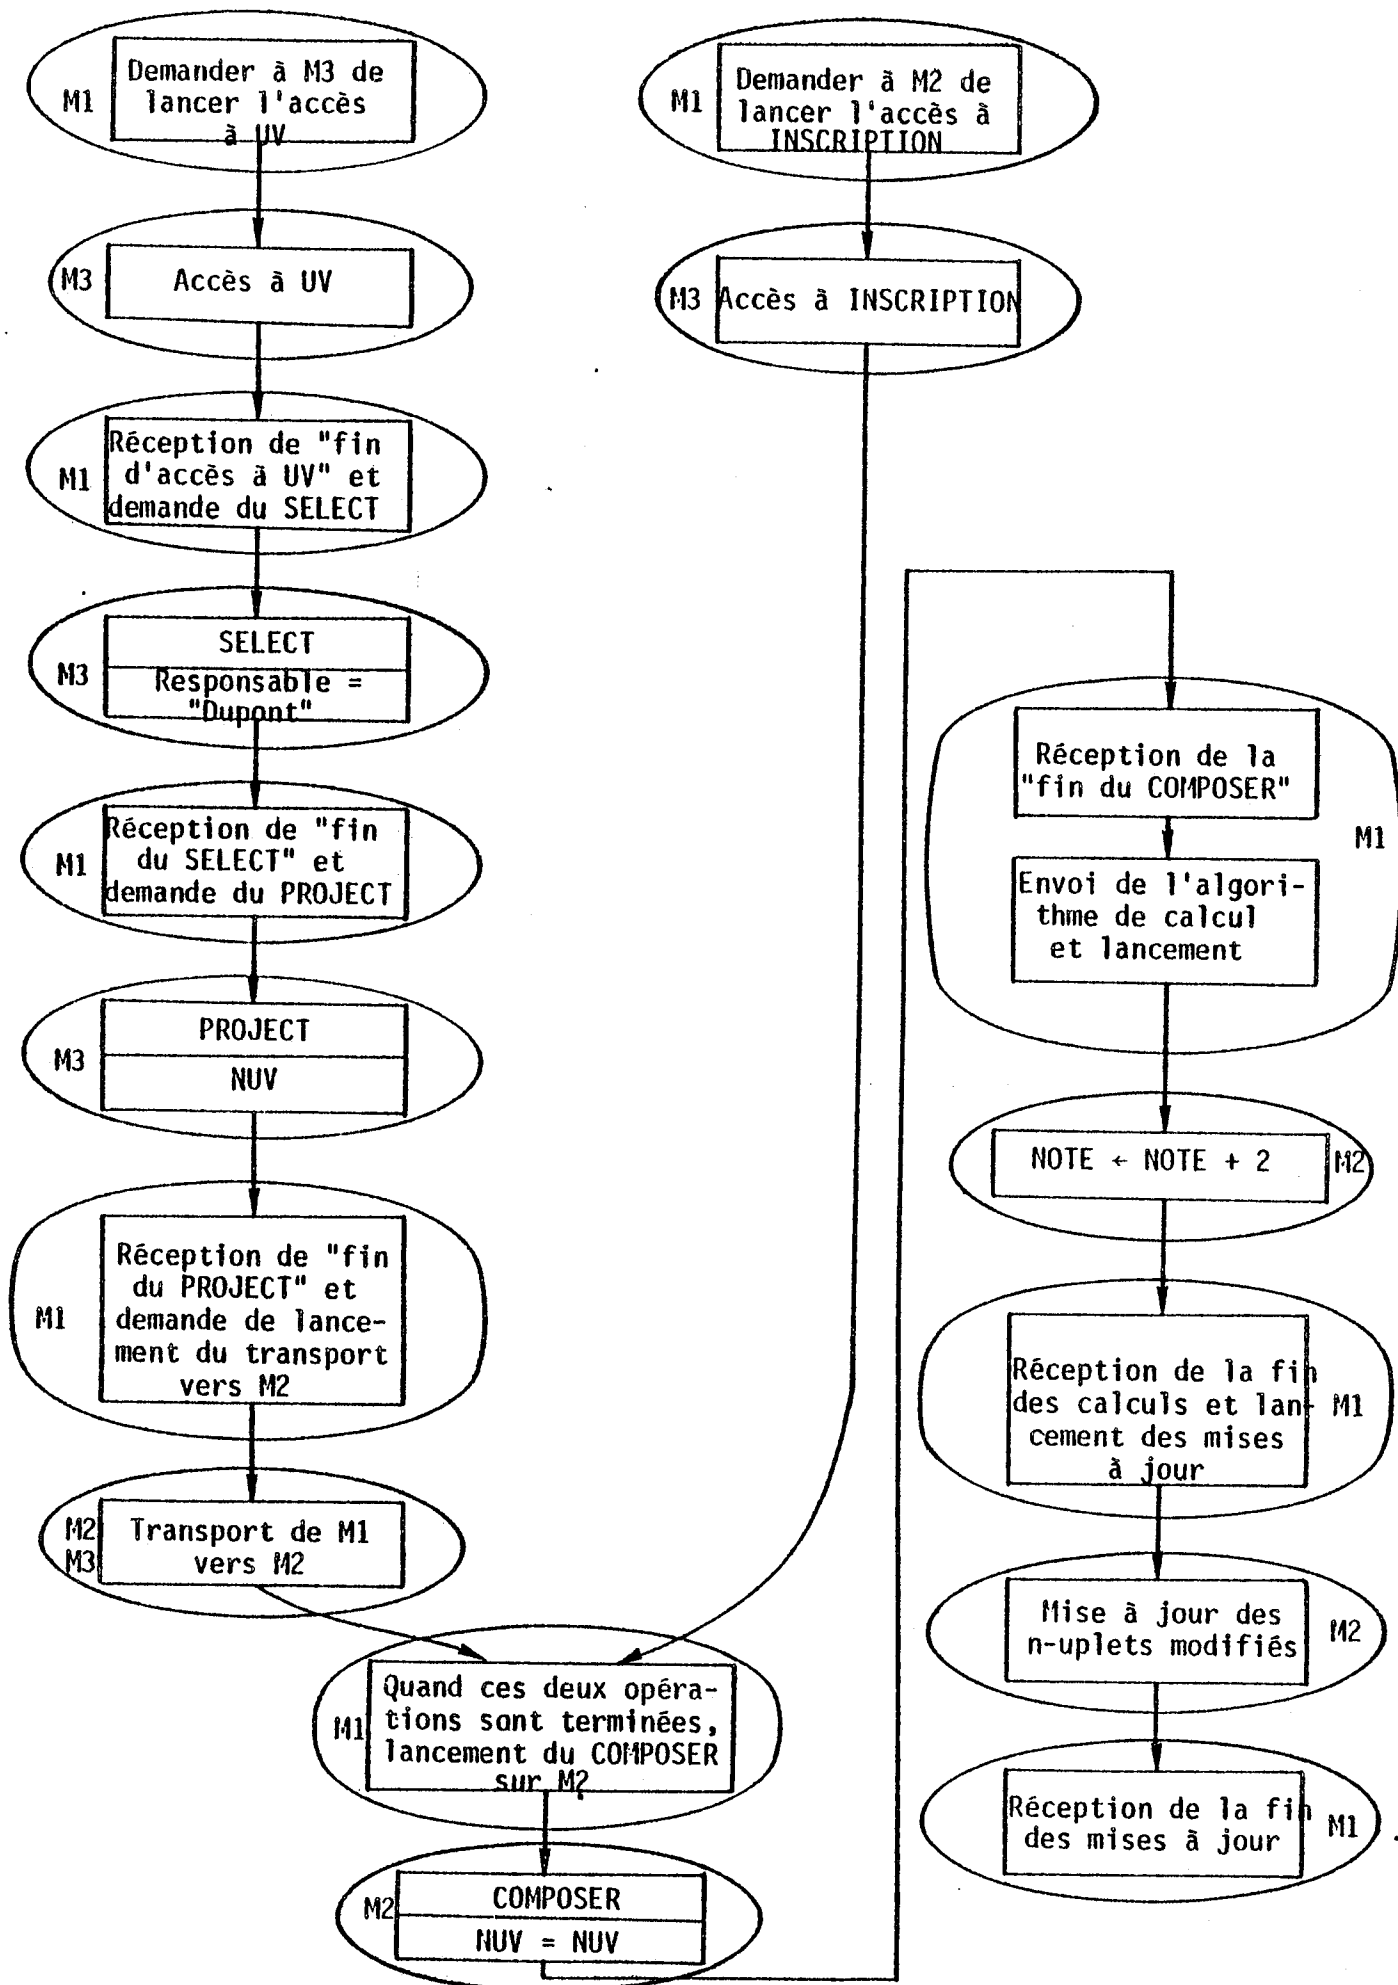 M1
Demander à M3 de
lancer l'accès
à UV
M3
Accès à UV
M1
Réception de "fin
d'accès à UV" et
demande du SELECT
M3
SELECT
Responsable =
"Dupont"
M1
Réception de "fin
du SELECT" et
demande du PROJECT
M3
PROJECT
NUV
M1
Réception de "fin
du PROJECT" et
demande de lance-
ment du transport
vers M2
M2
M3
Transport de M1
vers M2
M1
Demander à M2 de
lancer l'accès à
INSCRIPTION
M3
Accès à INSCRIPTION
M1
Quand ces deux opéra-
tions sont terminées,
lancement du COMPOSER
sur M2
M2
COMPOSER
NUV = NUV
Réception de la
"fin du COMPOSER"
M1
Envoi de l'algori-
thme de calcul
et lancement
NOTE ← NOTE + 2
M2
Réception de la fin
des calculs et lan-
cement des mises
à jour
M1
Mise à jour des
n-uplets modifiés
M2
Réception de la fin
des mises à jour
M1